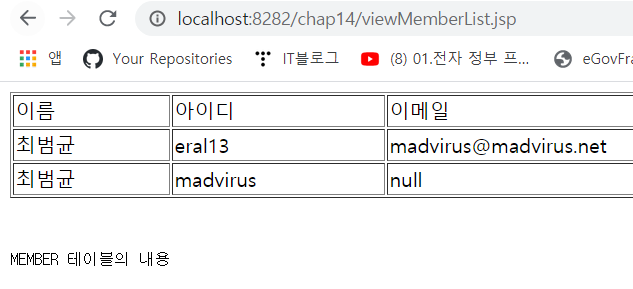 localhost:8282/chap14/viewMemberList.jsp
앱 Your Repositories IT블로그 (8) 01.전자 정부 프... eGovFra
이름 아이디 이메일
최범균 eral13 madvirus@madvirus.net
최범균 madvirus null
MEMBER 테이블의 내용